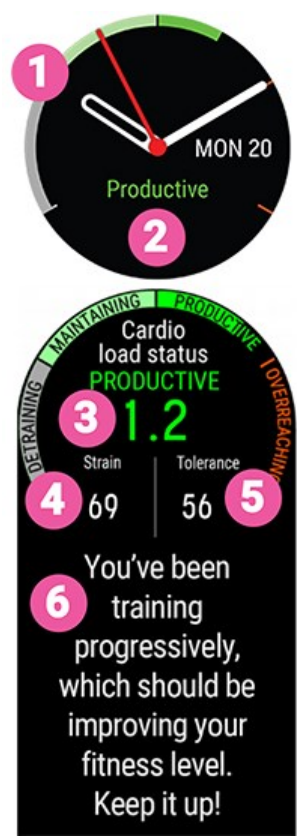 1
MON 20
Productive
2
DETRAINING
MAINTAINING
PRODUCTIVE
OVERREACHING
Cardio
load status
PRODUCTIVE
3
1.2
Strain
Tolerance
4
69
56
5
6
You've been
training
progressively,
which should be
improving your
fitness level.
Keep it up!